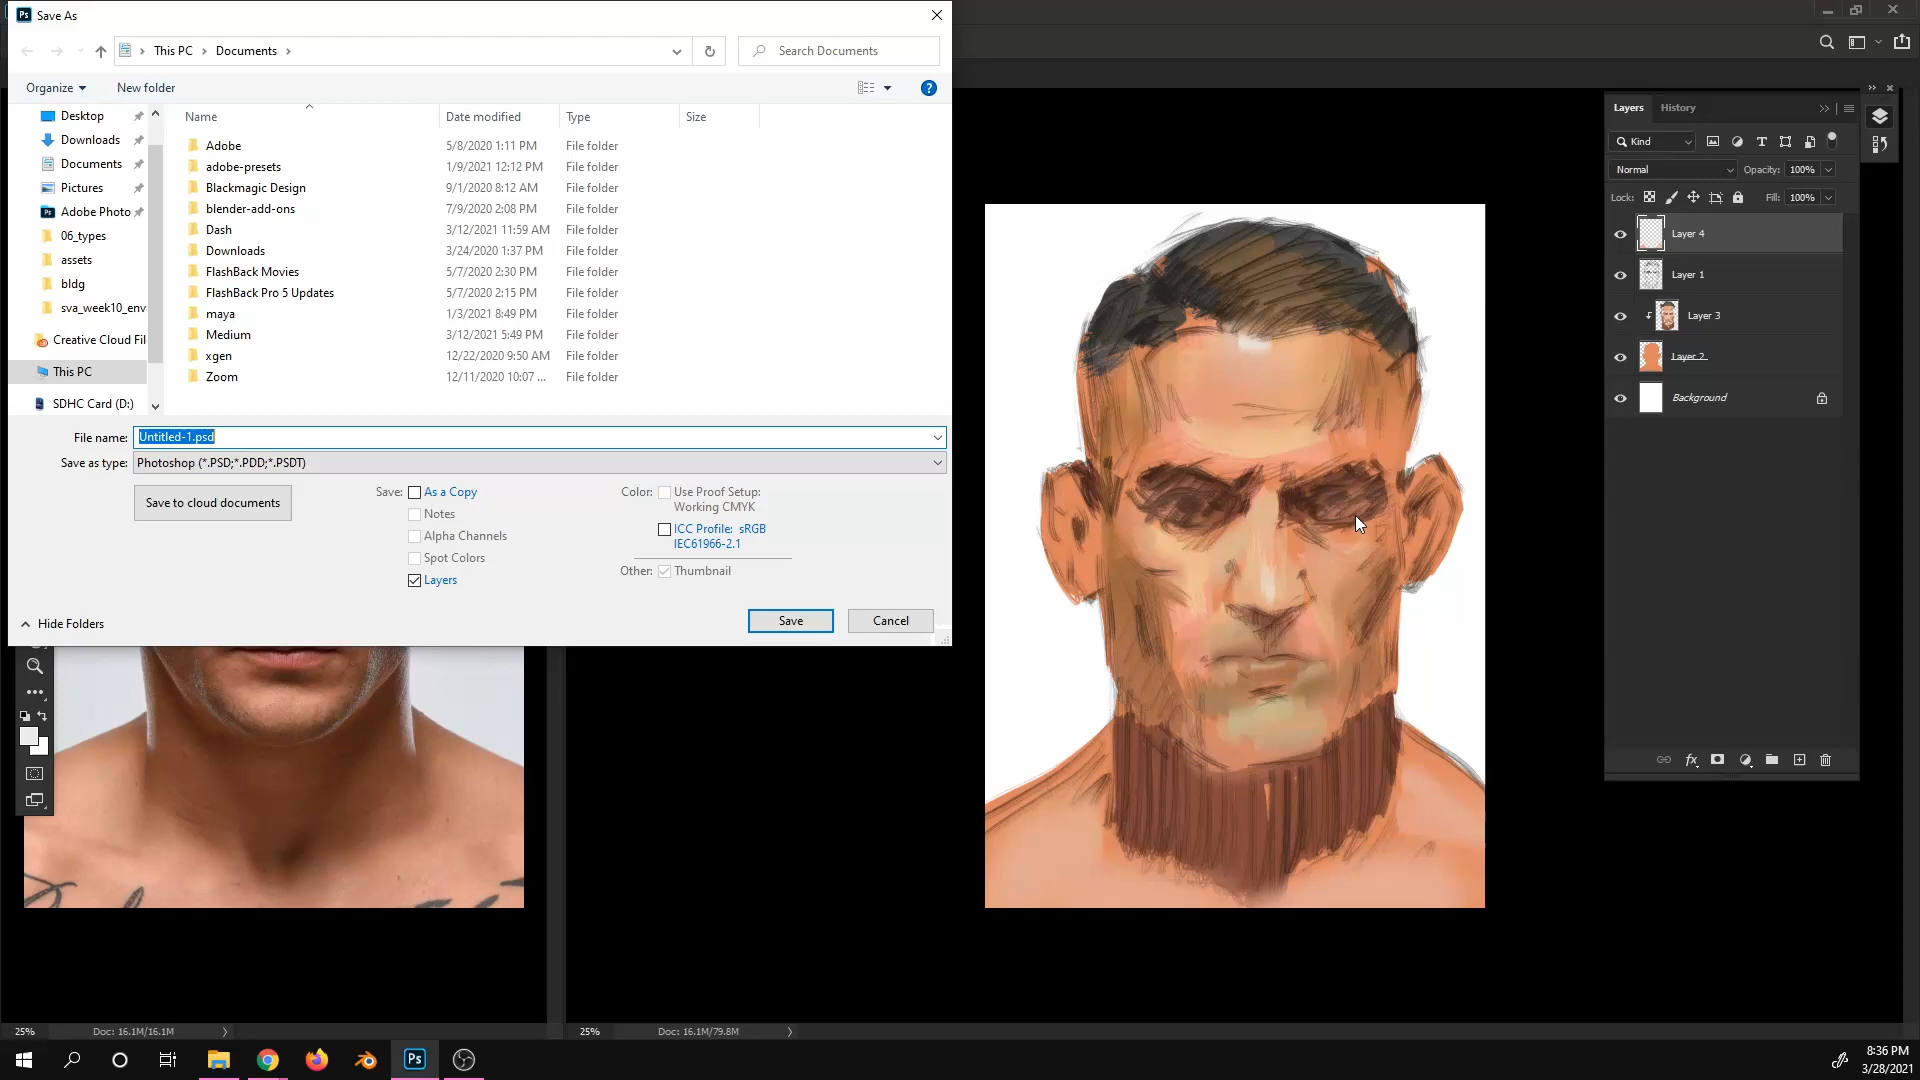 Save As
This PC
Documents
Search Documents
Organize
New folder
Desktop
Downloads
Documents
Pictures
Adobe Photo
06_types
assets
bldg
sva_week10_env
Creative Cloud Fil
This PC
SDHC Card (D:)
Name Date modified Type Size
Adobe 5/8/2020 1:11 PM File folder
adobe-presets 1/9/2021 12:12 PM File folder
Blackmagic Design 9/1/2020 8:12 AM File folder
blender-add-ons 7/9/2020 2:08 PM File folder
Dash 3/12/2021 11:59 AM File folder
Downloads 3/24/2020 1:37 PM File folder
FlashBack Movies 5/7/2020 2:30 PM File folder
FlashBack Pro 5 Updates 5/7/2020 2:15 PM File folder
maya 1/3/2021 8:49 PM File folder
Medium 3/12/2021 5:49 PM File folder
xgen 12/22/2020 9:50 AM File folder
Zoom 12/11/2020 10:07 ... File folder
File name: Untitled-1.psd
Save as type: Photoshop (*.PSD;*.PDD;*.PSDT)
Save to cloud documents
Save: As a Copy
Notes
Alpha Channels
Spot Colors
Layers
Color: Use Proof Setup:
Working CMYK
ICC Profile: sRGB
IEC61966-2.1
Other: Thumbnail
Hide Folders
Save
Cancel
Layers
History
Kind
Normal Opacity: 100%
Lock: Fill: 100%
Layer 4
Layer 1
Layer 3
Layer 2
Background
fx
25% Doc: 16.1M/16.1M
25% Doc: 16.1M/79.8M
Ps
8:36 PM
3/28/2021